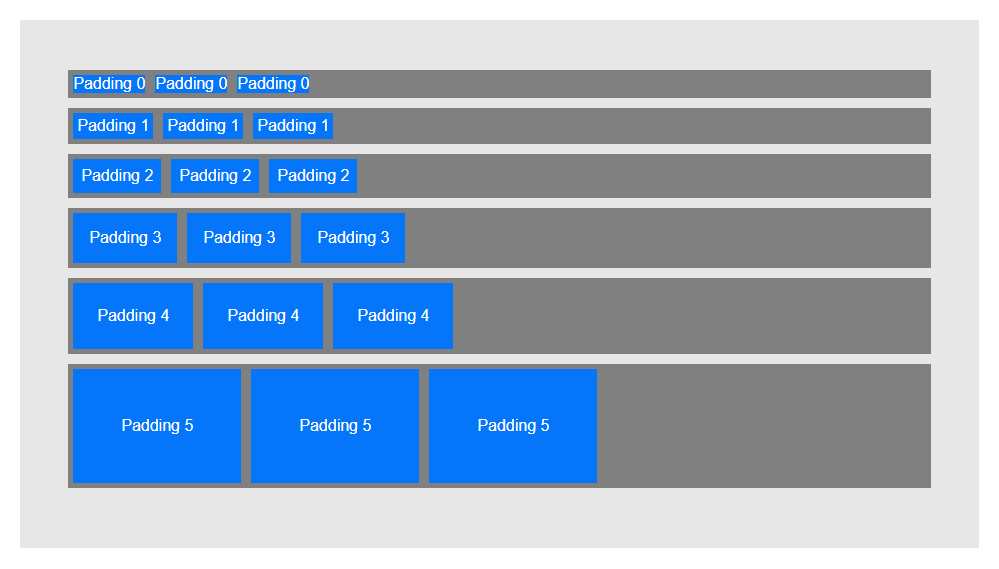 Padding 0 Padding 0 Padding 0
Padding 1 Padding 1 Padding 1
Padding 2 Padding 2 Padding 2
Padding 3 Padding 3 Padding 3
Padding 4 Padding 4 Padding 4
Padding 5 Padding 5 Padding 5